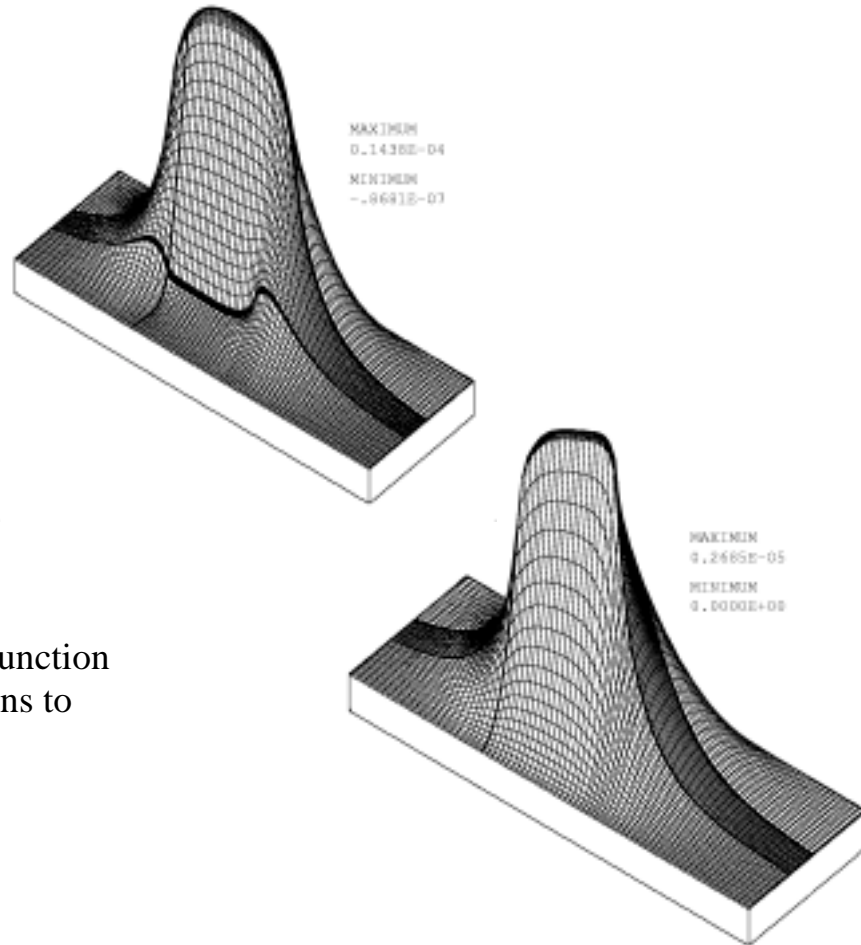 MAXIMUM
0.1438E-04
MINIMUM
-.8681E-07
MAXIMUM
0.2685E-05
MINIMUM
0.0000E+00
unction
ns to